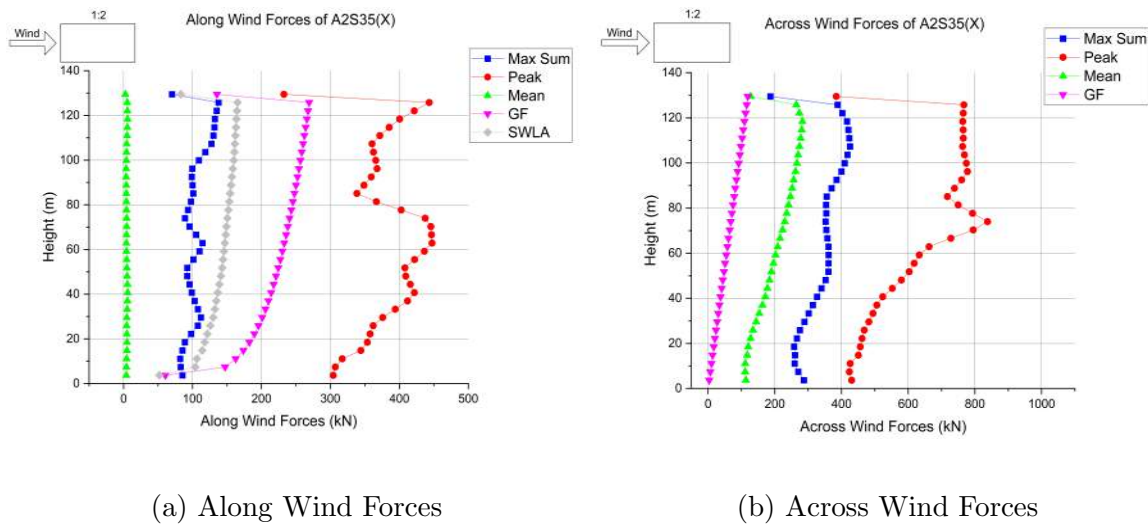 1:2
Along Wind Forces of A2S35(X)
Wind
Max Sum
Peak
Mean
GF
SWLA
140
120
100
80
60
40
20
0
Height (m)
0 100 200 300 400 500
Along Wind Forces (kN)
1:2
Across Wind Forces of A2S35(X)
Wind
Max Sum
Peak
Mean
GF
140
120
100
80
60
40
20
0
Height (m)
0 200 400 600 800 1000
Across Wind Forces (kN)
(a) Along Wind Forces
(b) Across Wind Forces